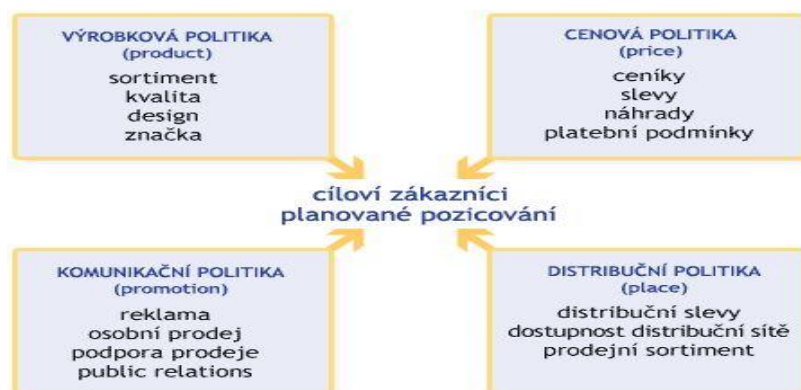 VÝROBKOVÁ POLITIKA
(product)
sortiment
kvalita
design
značka
CENOVÁ POLITIKA
(price)
ceníky
slevy
náhrady
platební podmínky
cíloví zákazníci
planované pozicování
KOMUNIKAČNÍ POLITIKA
(promotion)
reklama
osobní prodej
podpora prodeje
public relations
DISTRIBUČNÍ POLITIKA
(place)
distribuční slevy
dostupnost distribuční sítě
prodejní sortiment